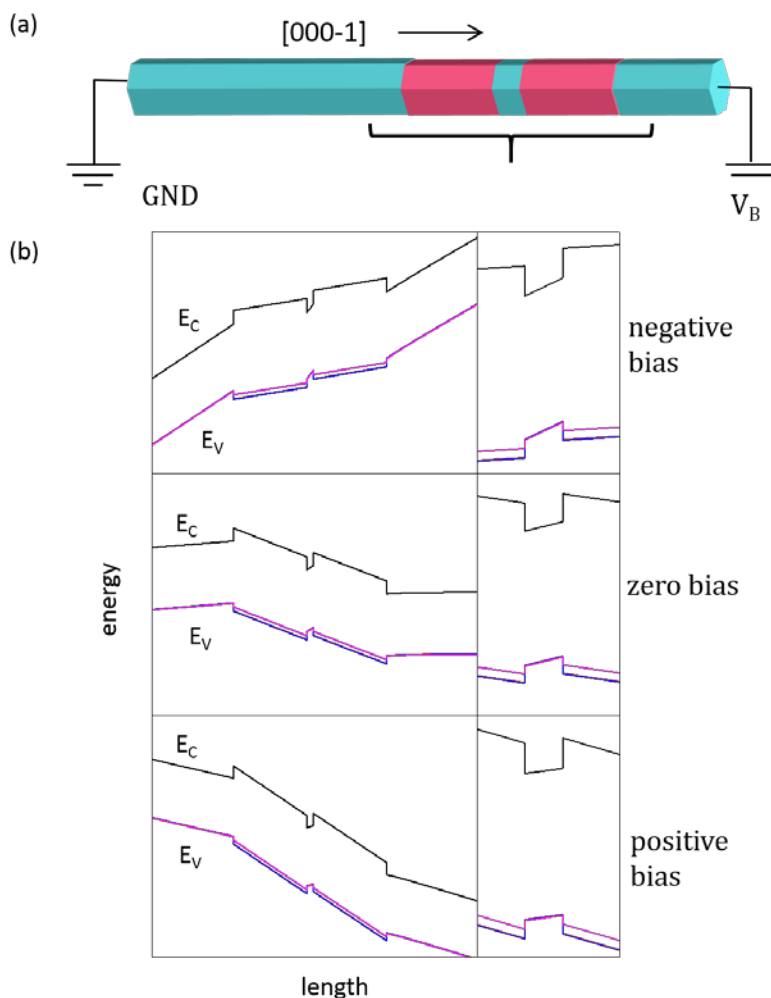 (a)
[000-1]
GND
V_B
(b)
E_C
E_V
negative
bias
E_C
E_V
zero bias
energy
E_C
E_V
positive
bias
length